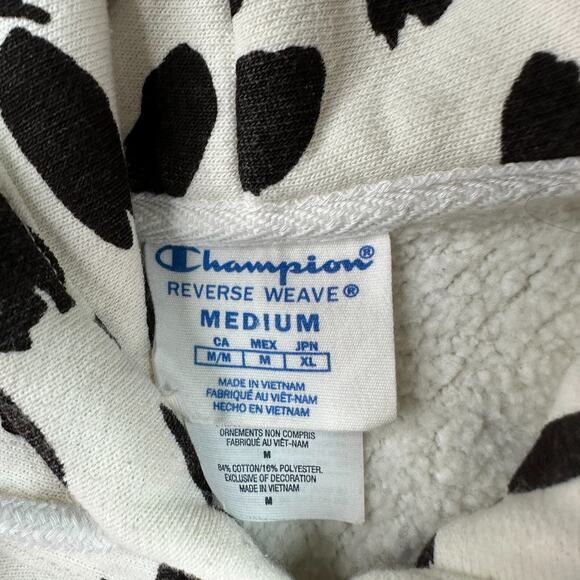 Champion®
REVERSE WEAVE®
MEDIUM
CA MEX JPN
M/M M XL
MADE IN VIETNAM
FABRIQUÉ AU VIÊT-NAM
HECHO EN VIETNAM
ORNEMENTS NON COMPRIS
FABRIQUÉ AU VIÊT-NAM
M
84% COTTON/16% POLYESTER.
EXCLUSIVE OF DECORATION
MADE IN VIETNAM
M